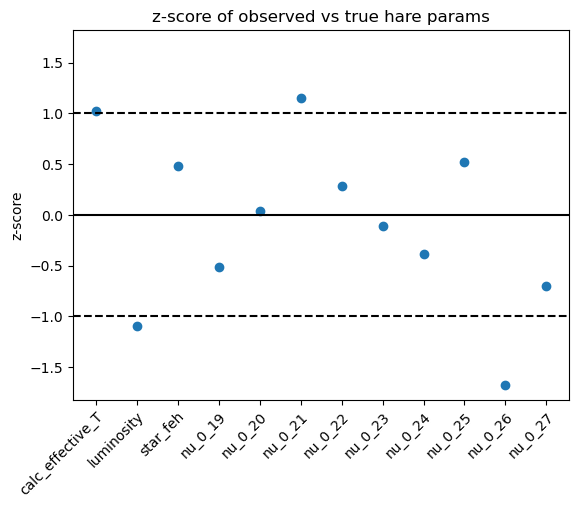 z-score of observed vs true hare params
z-score
1.5
1.0
0.5
0.0
−0.5
−1.0
−1.5
calc_effective_T
luminosity
star_feh
nu_0_19
nu_0_20
nu_0_21
nu_0_22
nu_0_23
nu_0_24
nu_0_25
nu_0_26
nu_0_27